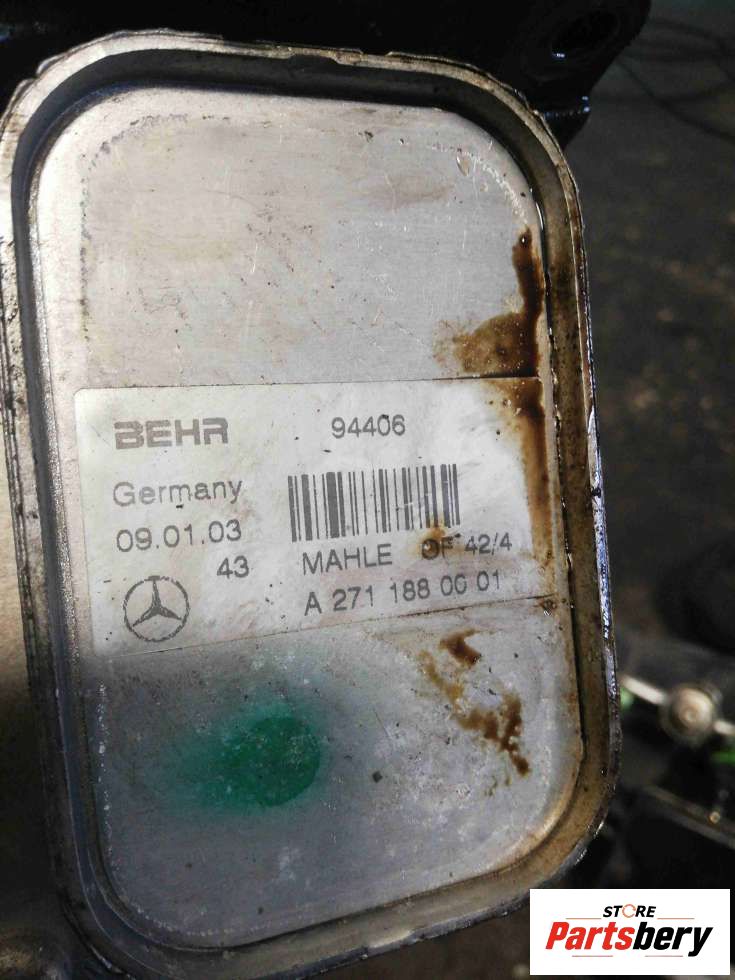 BEHR 94406
Germany
09.01.03
43 MAHLE OF 42/4
A 271 188 00 01
STORE
Partsbery